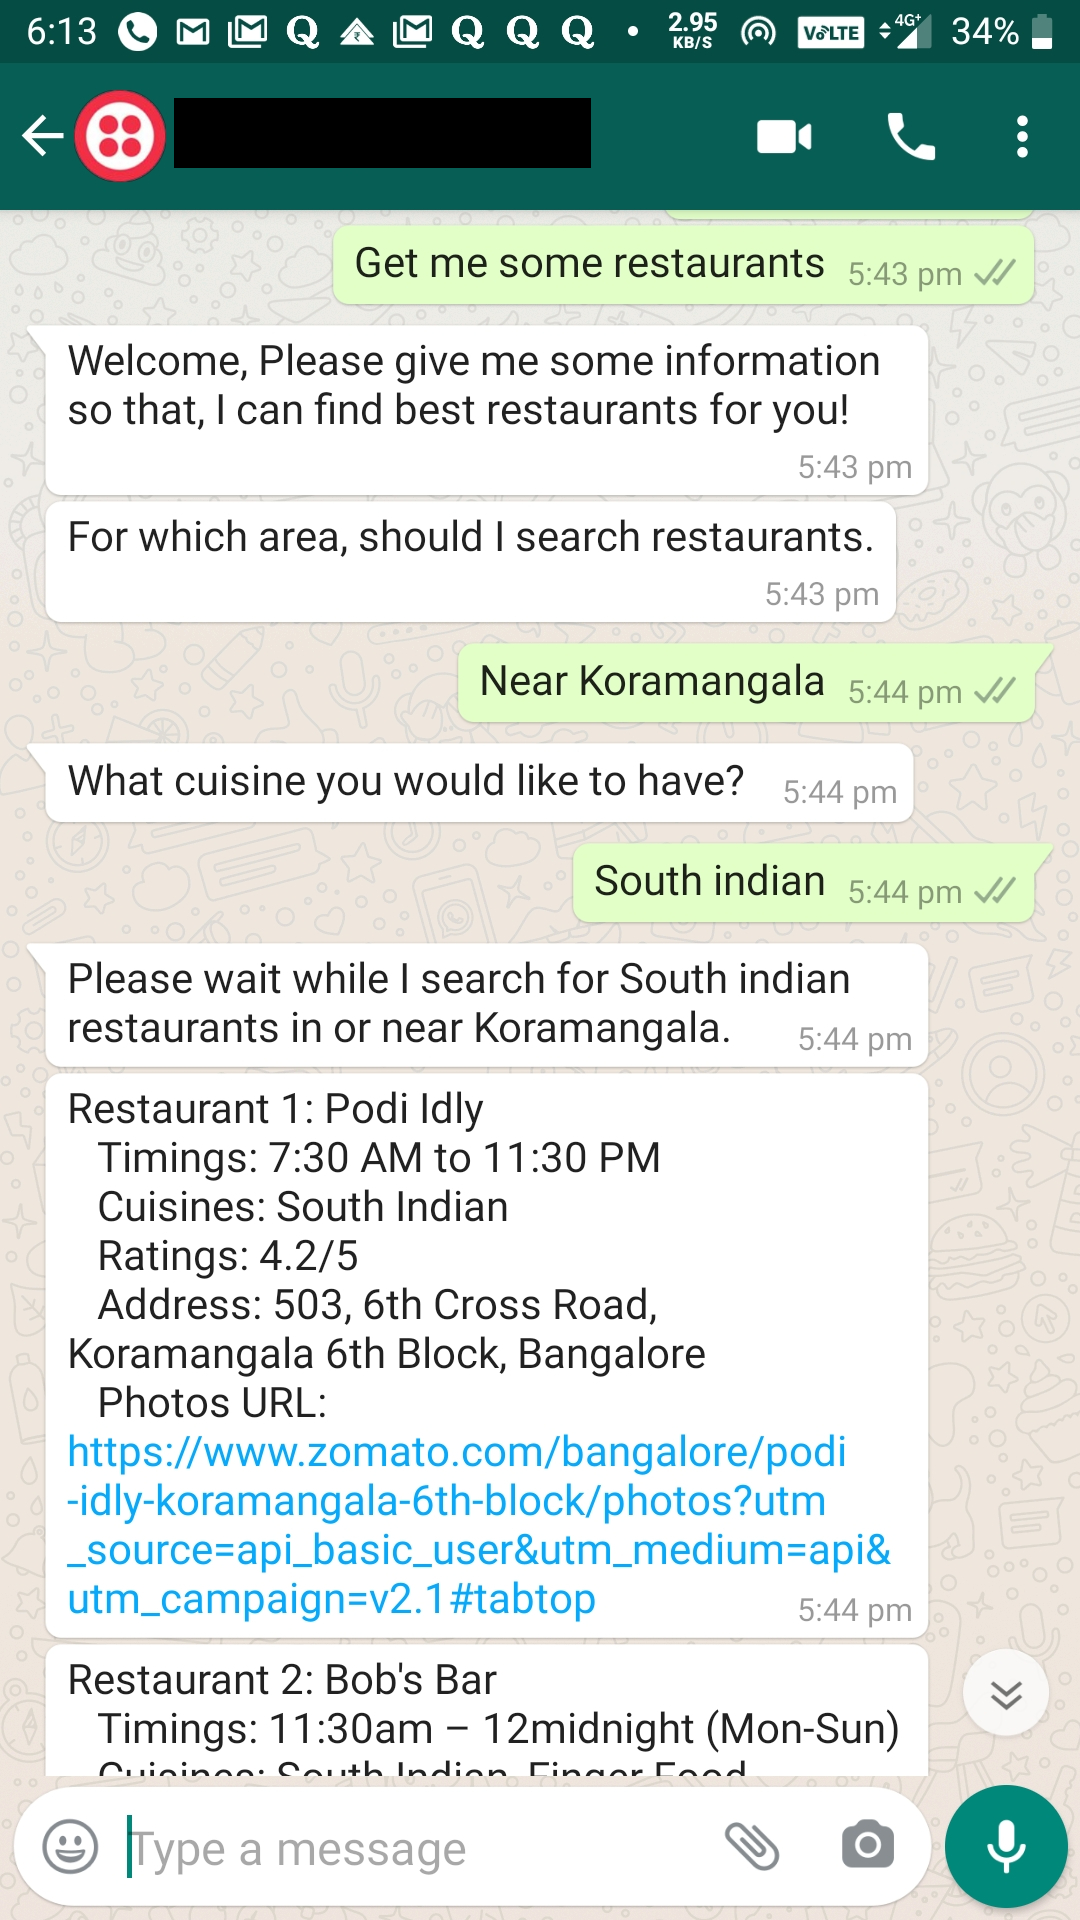 6:13 2.95 KB/S VoLTE 4G+ 34%
Get me some restaurants 5:43 pm
Welcome, Please give me some information
so that, I can find best restaurants for you!
5:43 pm
For which area, should I search restaurants.
5:43 pm
Near Koramangala 5:44 pm
What cuisine you would like to have? 5:44 pm
South indian 5:44 pm
Please wait while I search for South indian
restaurants in or near Koramangala. 5:44 pm
Restaurant 1: Podi Idly
Timings: 7:30 AM to 11:30 PM
Cuisines: South Indian
Ratings: 4.2/5
Address: 503, 6th Cross Road,
Koramangala 6th Block, Bangalore
Photos URL:
https://www.zomato.com/bangalore/podi
-idly-koramangala-6th-block/photos?utm
_source=api_basic_user&utm_medium=api&
utm_campaign=v2.1#tabtop 5:44 pm
Restaurant 2: Bob's Bar
Timings: 11:30am – 12midnight (Mon-Sun)
Cuisines: South Indian, Finger Food
Type a message